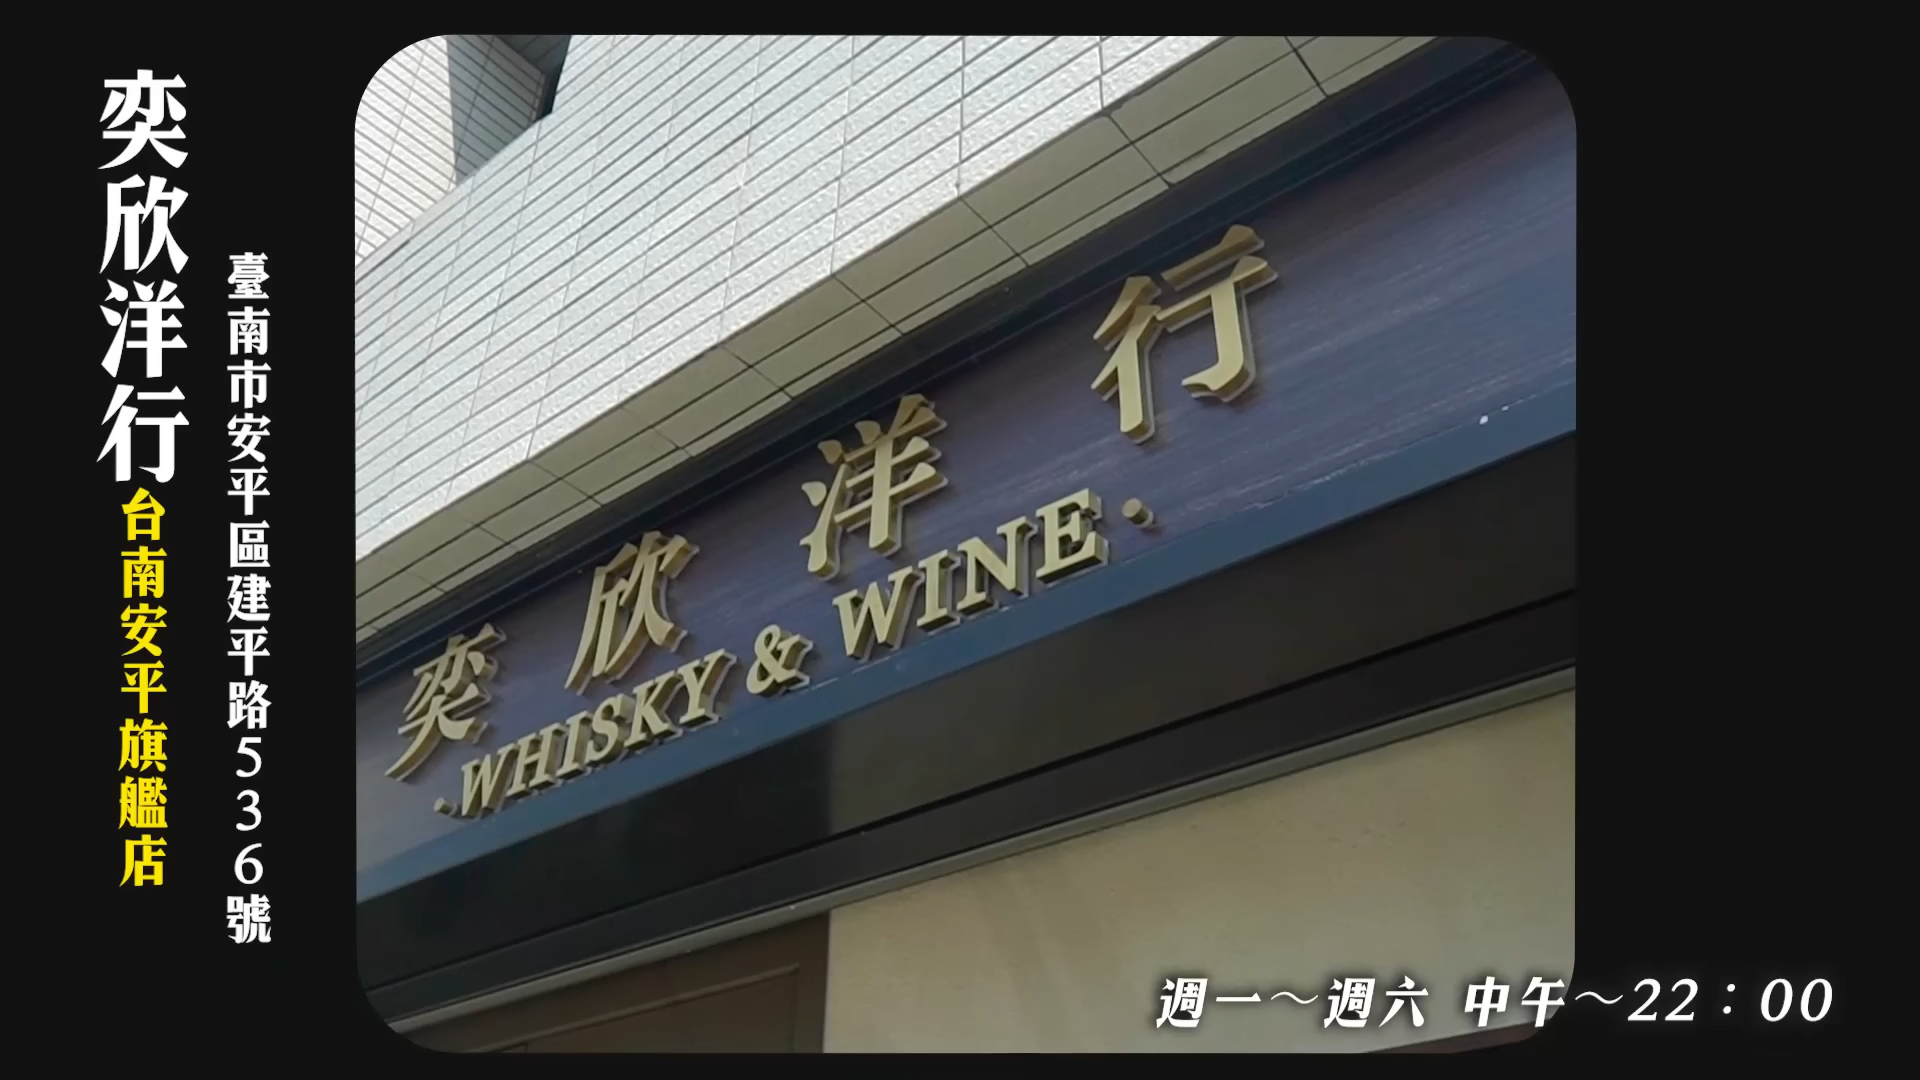 奕欣洋行台南安平旗艦店
臺南市安平區建平路536號
奕欣洋行
·WHISKY & WINE·
週一～週六 中午～22：00